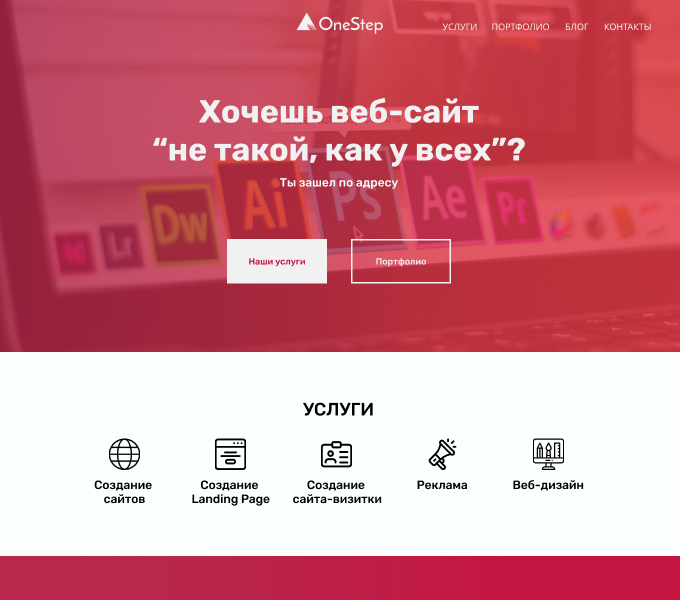 OneStep
УСЛУГИ ПОРТФОЛИО БЛОГ КОНТАКТЫ
Хочешь веб-сайт
“не такой, как у всех”?
Ты зашел по адресу
Id Lr Dw Ai Ps Ae Pr
Наши услуги Портфолио
УСЛУГИ
Создание сайтов
Создание Landing Page
Создание сайта-визитки
Реклама
Веб-дизайн